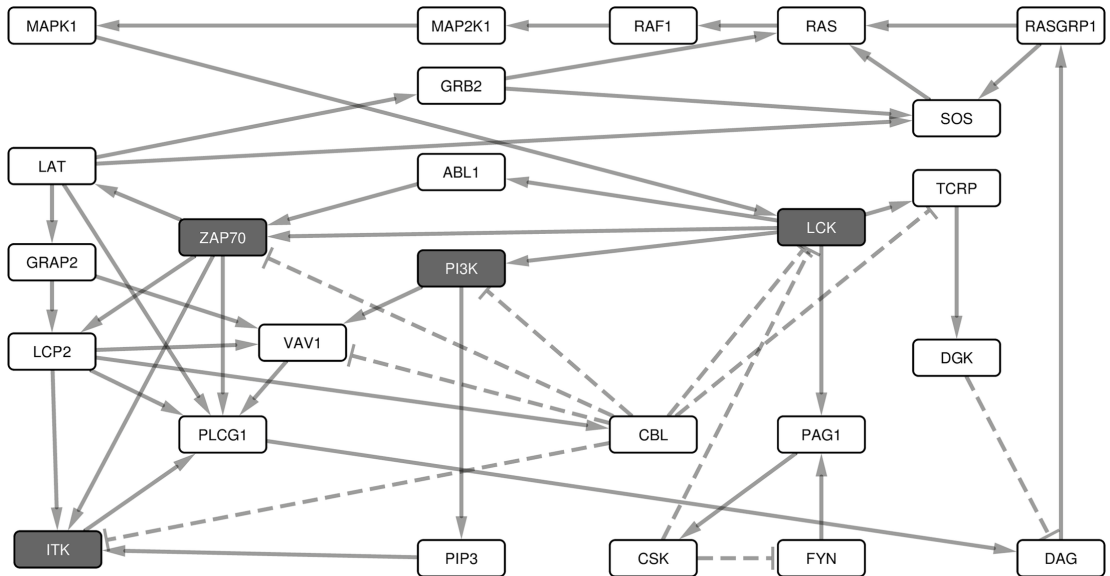 MAPK1
MAP2K1
RAF1
RAS
RASGRP1
GRB2
SOS
LAT
ABL1
TCRP
ZAP70
LCK
GRAP2
PI3K
LCP2
VAV1
DGK
PLCG1
CBL
PAG1
ITK
PIP3
CSK
FYN
DAG